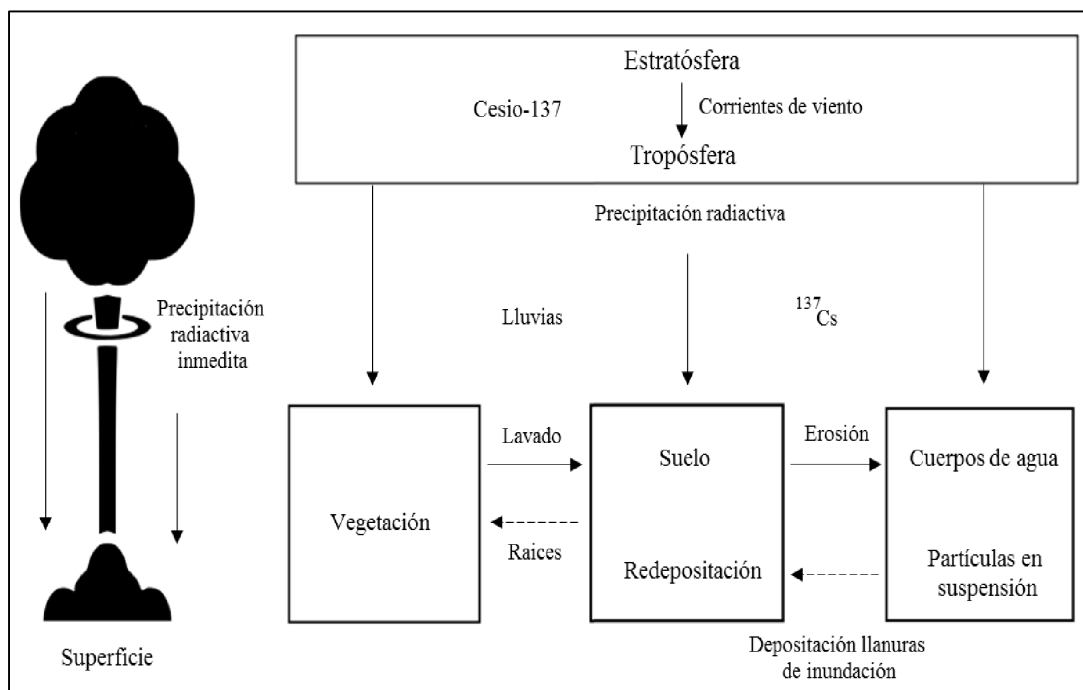 Estratósfera
Cesio-137
Corrientes de viento
Tropósfera
Precipitación radiactiva
Precipitación
radiactiva
inmedita
Lluvias
137Cs
Lavado
Erosión
Suelo
Cuerpos de agua
Vegetación
Raices
Redepositación
Partículas en
suspensión
Superficie
Depositación llanuras
de inundación